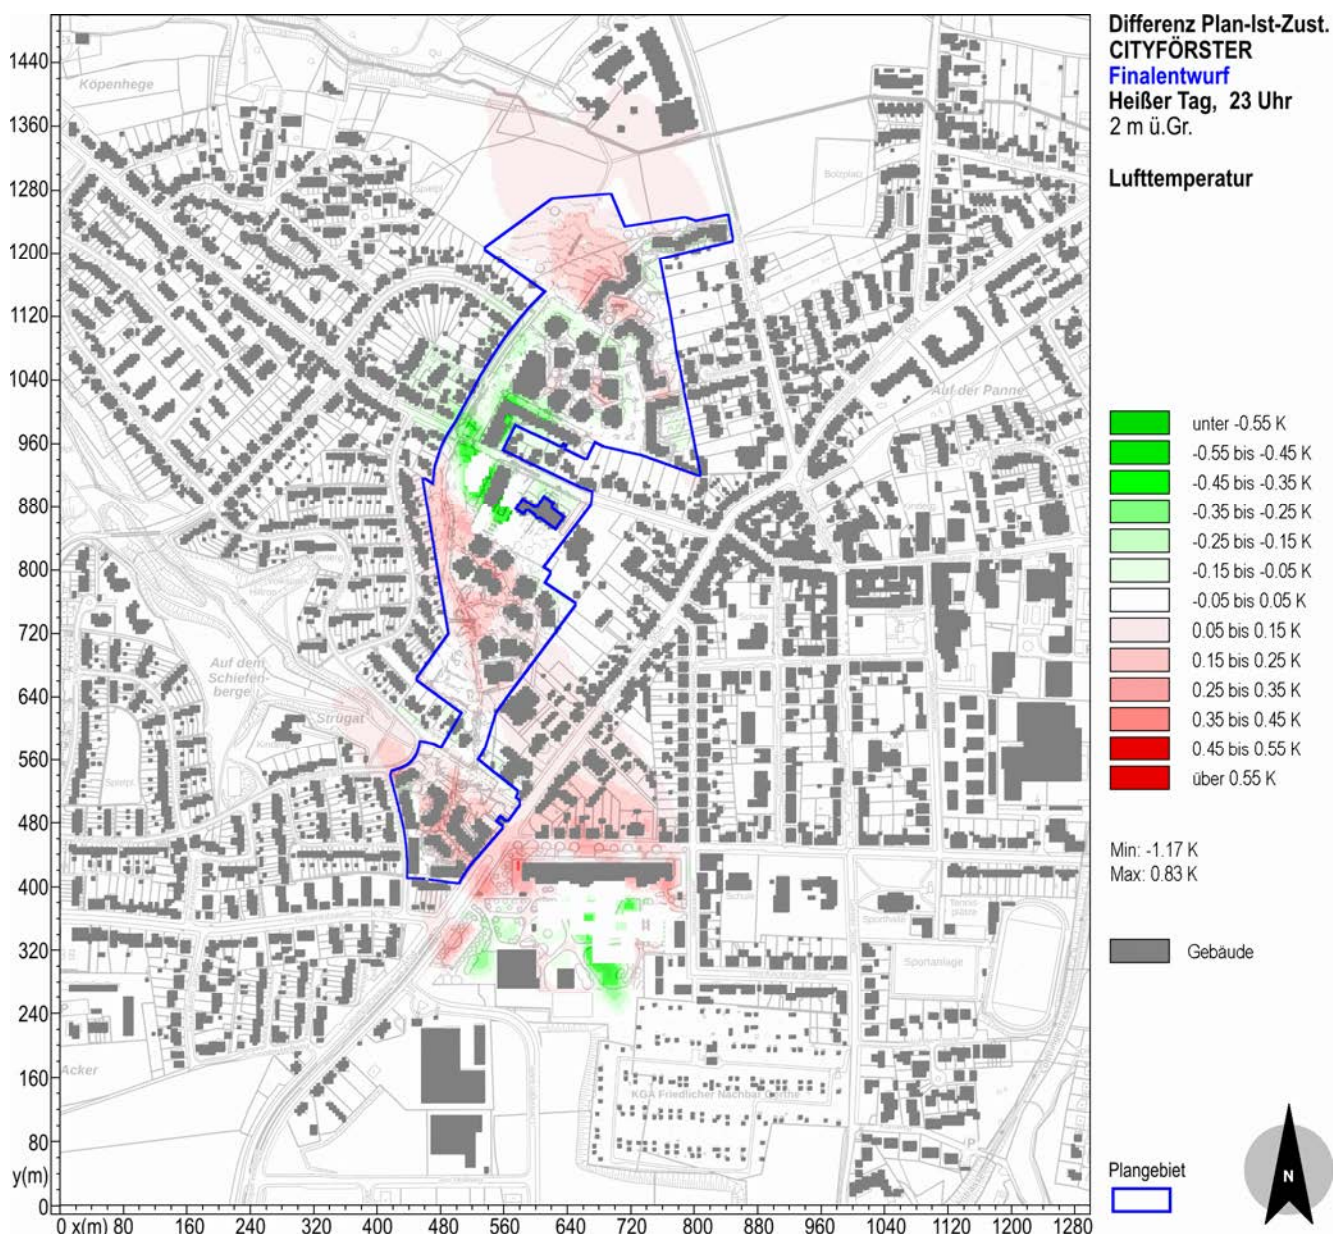 Differenz Plan-Ist-Zust.
CITYFÖRSTER
Finalentwurf
Heißer Tag, 23 Uhr
2 m ü.Gr.
Lufttemperatur
unter -0.55 K
-0.55 bis -0.45 K
-0.45 bis -0.35 K
-0.35 bis -0.25 K
-0.25 bis -0.15 K
-0.15 bis -0.05 K
-0.05 bis 0.05 K
0.05 bis 0.15 K
0.15 bis 0.25 K
0.25 bis 0.35 K
0.35 bis 0.45 K
0.45 bis 0.55 K
über 0.55 K
Min: -1.17 K
Max: 0.83 K
Gebäude
Plangebiet
N
1440
1360
1280
1200
1120
1040
960
880
800
720
640
560
480
400
320
240
160
80
y(m)
0
0 x(m) 80 160 240 320 400 480 560 640 720 800 880 960 1040 1120 1200 1280
Köpenhege
Bolzplatz
Spielpl
Auf der Panne
Auf dem
Schiefen-
berge
Strügat
Spielpl
Schule
Sporthalle
Tennis
plätze
Sportanlage
KGA Friedlicher Nachbar Gerthe
Acker
P